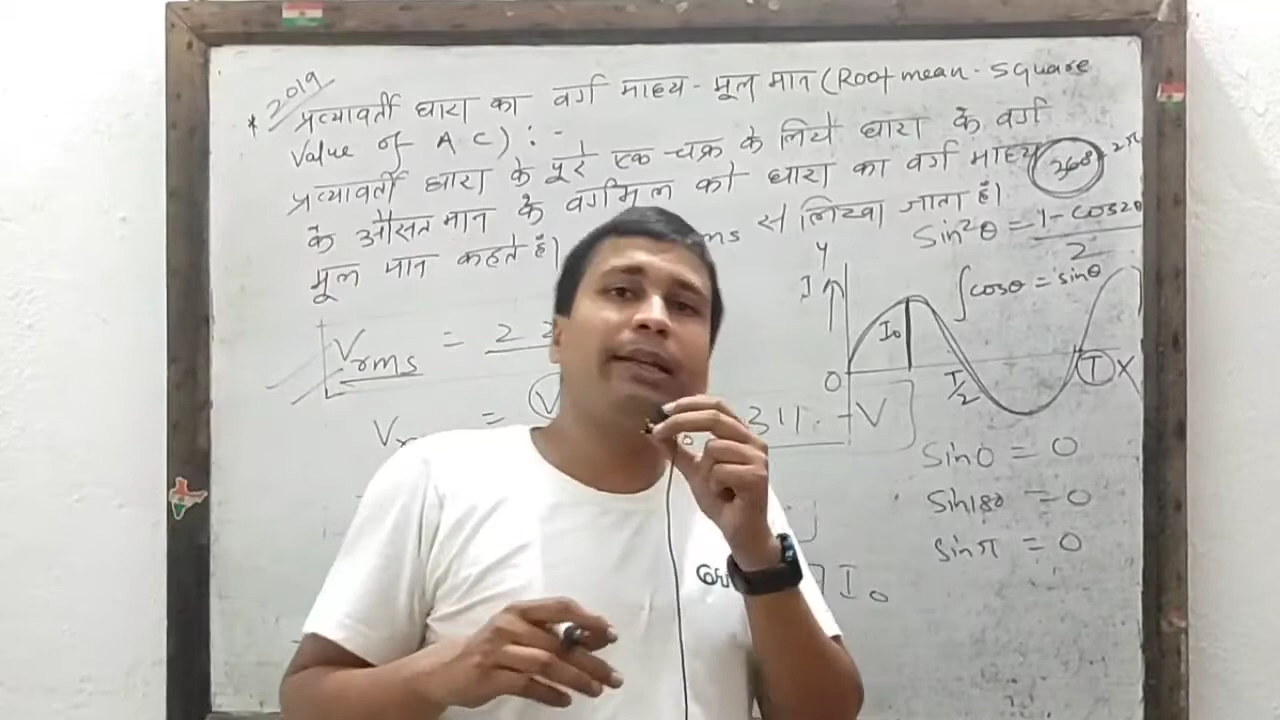 2019
* प्रत्यावर्ती धारा का वर्ग माध्य - मूल मान (Root mean - square
Value of A C) : -
प्रत्यावर्ती धारा के पूरे एक चक्र के लिये धारा के वर्ग
के औसत मान के वर्गमूल को धारा का वर्ग माध्य
मूल मान कहते हैं। ms से लिखा जाता है।
360°
2π
Sin²θ = 1 - cos2θ / 2
∫cosθ = sinθ
Vrms = 2 2
y
I
I₀
0
T/2
T
X
V = 311 V
Sin0 = 0
Sin180 = 0
Sinπ = 0
I₀